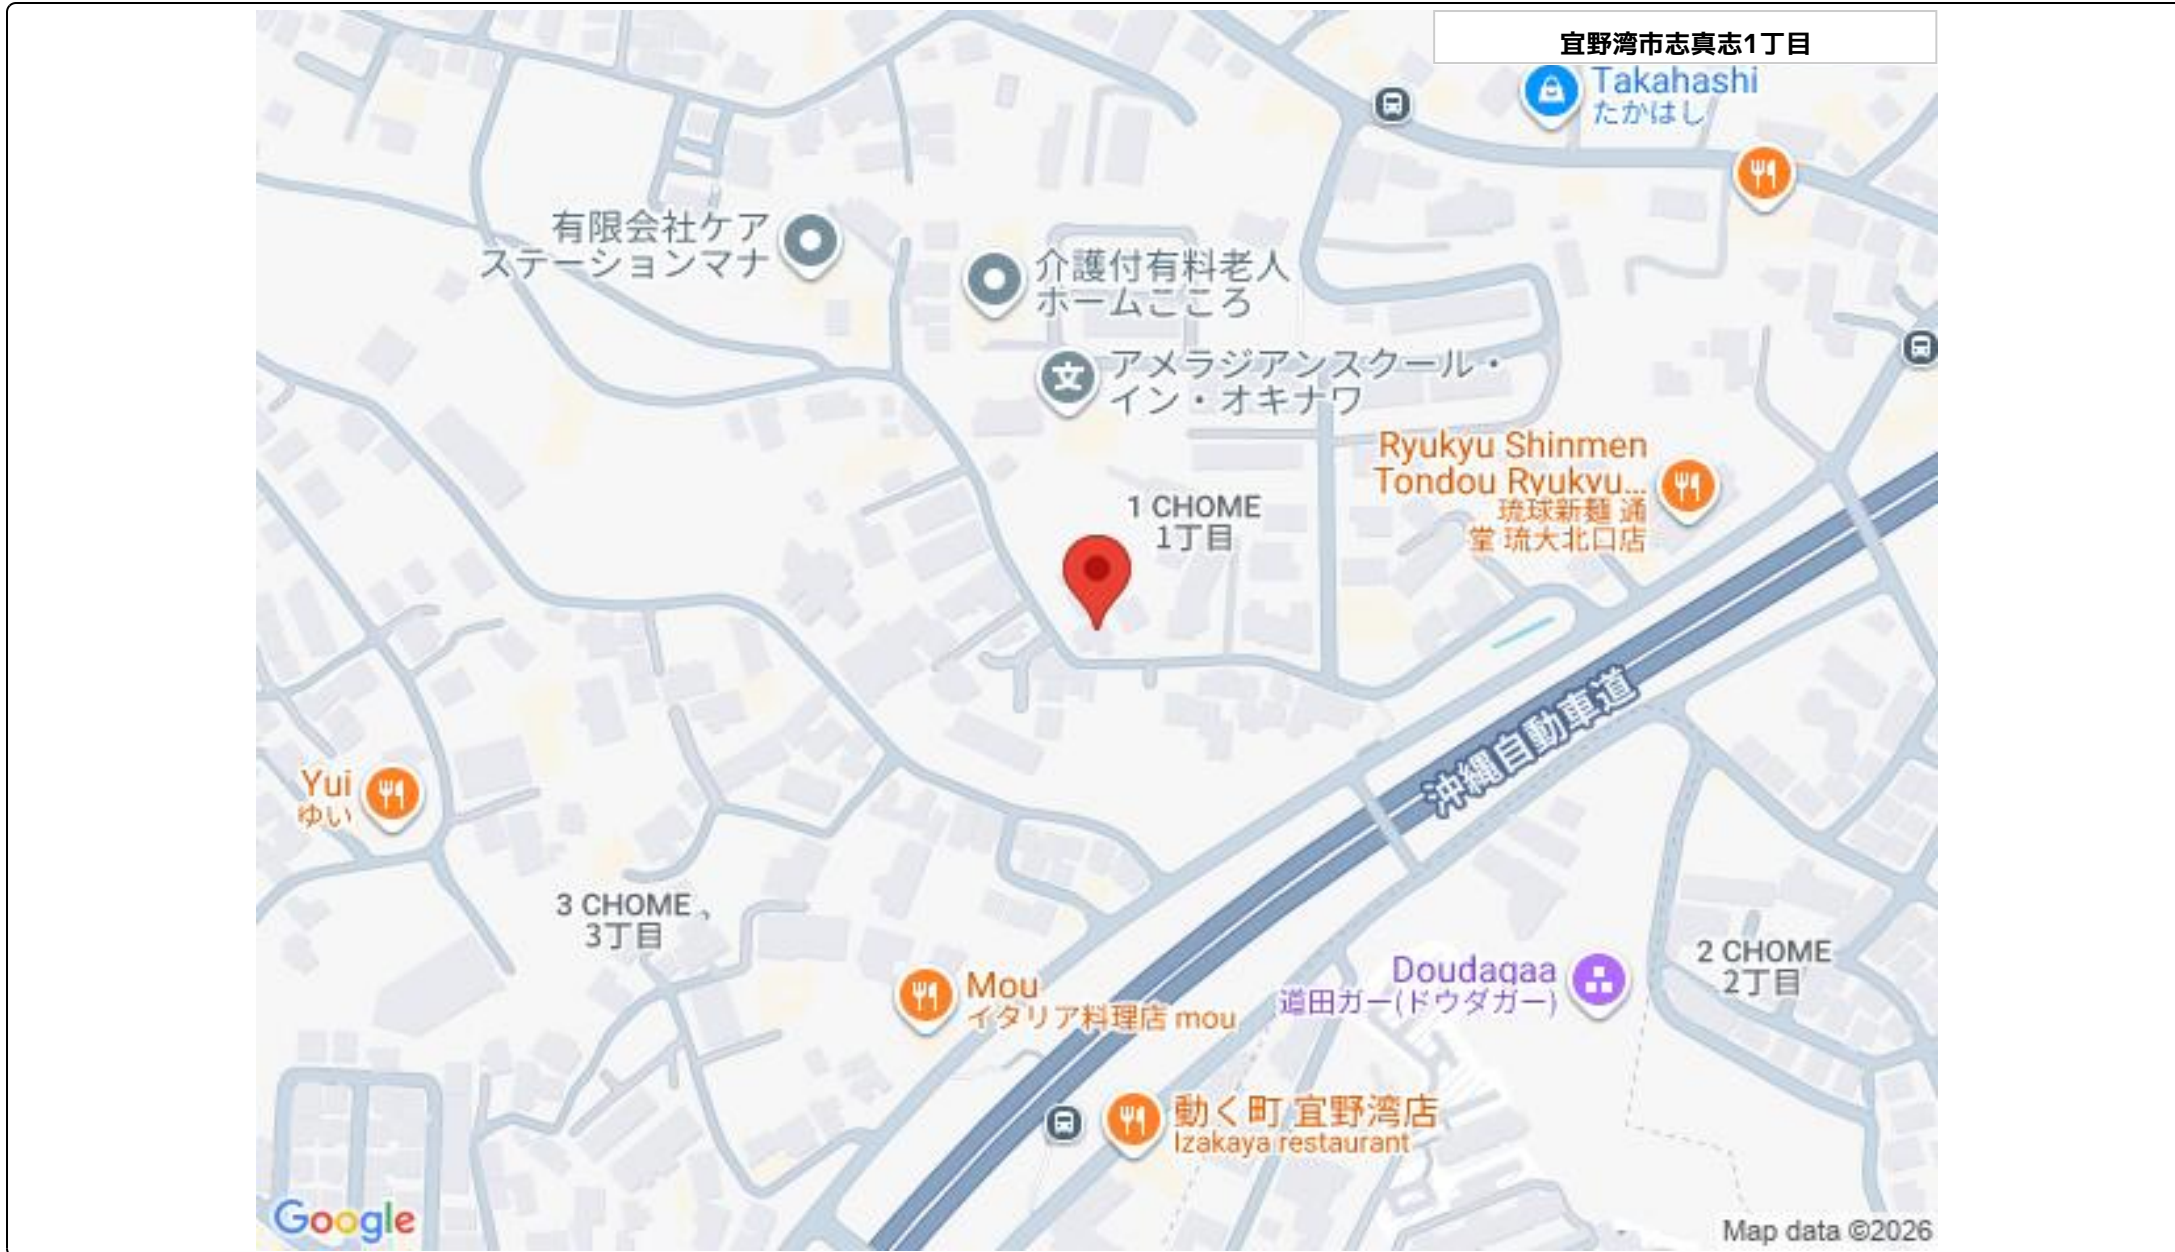 宜野湾市志真志1丁目
Takahashi
たかはし
有限会社ケア
ステーションマナ
介護付有料老人
ホームこころ
アメラジアンスクール・
イン・オキナワ
Ryukyu Shinmen
Tondou Ryukyu...
琉球新麺 通
堂 琉大北口店
1 CHOME
1丁目
沖縄自動車道
Yui
ゆい
3 CHOME
3丁目
2 CHOME
2丁目
Doudagaa
道田ガー(ドウダガー)
Mou
イタリア料理店 mou
動く町 宜野湾店
Izakaya restaurant
Google
Map data ©2026